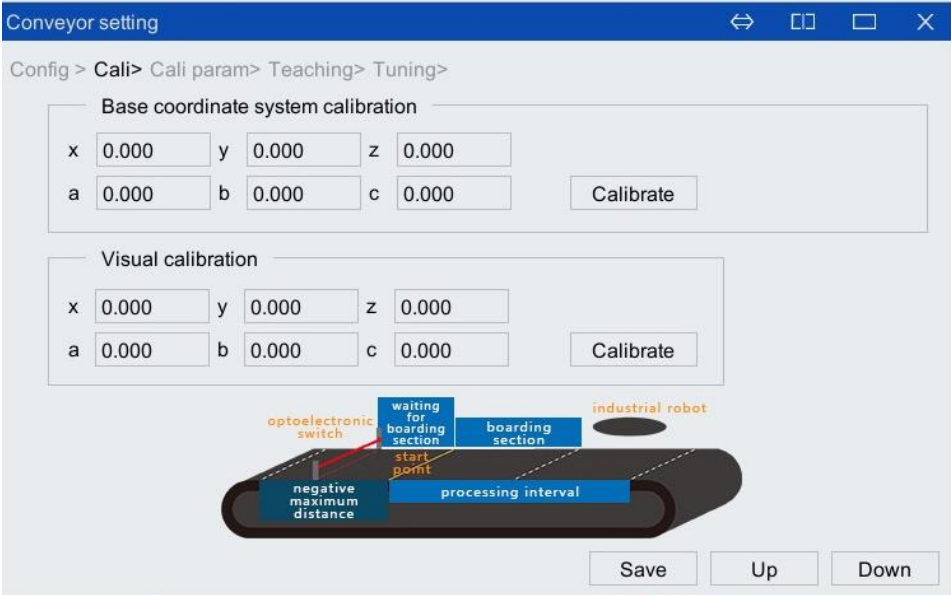 Conveyor setting
Config > Cali> Cali param> Teaching> Tuning>
Base coordinate system calibration
x 0.000 y 0.000 z 0.000
a 0.000 b 0.000 c 0.000 Calibrate
Visual calibration
x 0.000 y 0.000 z 0.000
a 0.000 b 0.000 c 0.000 Calibrate
optoelectronic
switch
waiting
for
boarding
section
boarding
section
industrial robot
start
point
negative
maximum
distance
processing interval
Save Up Down